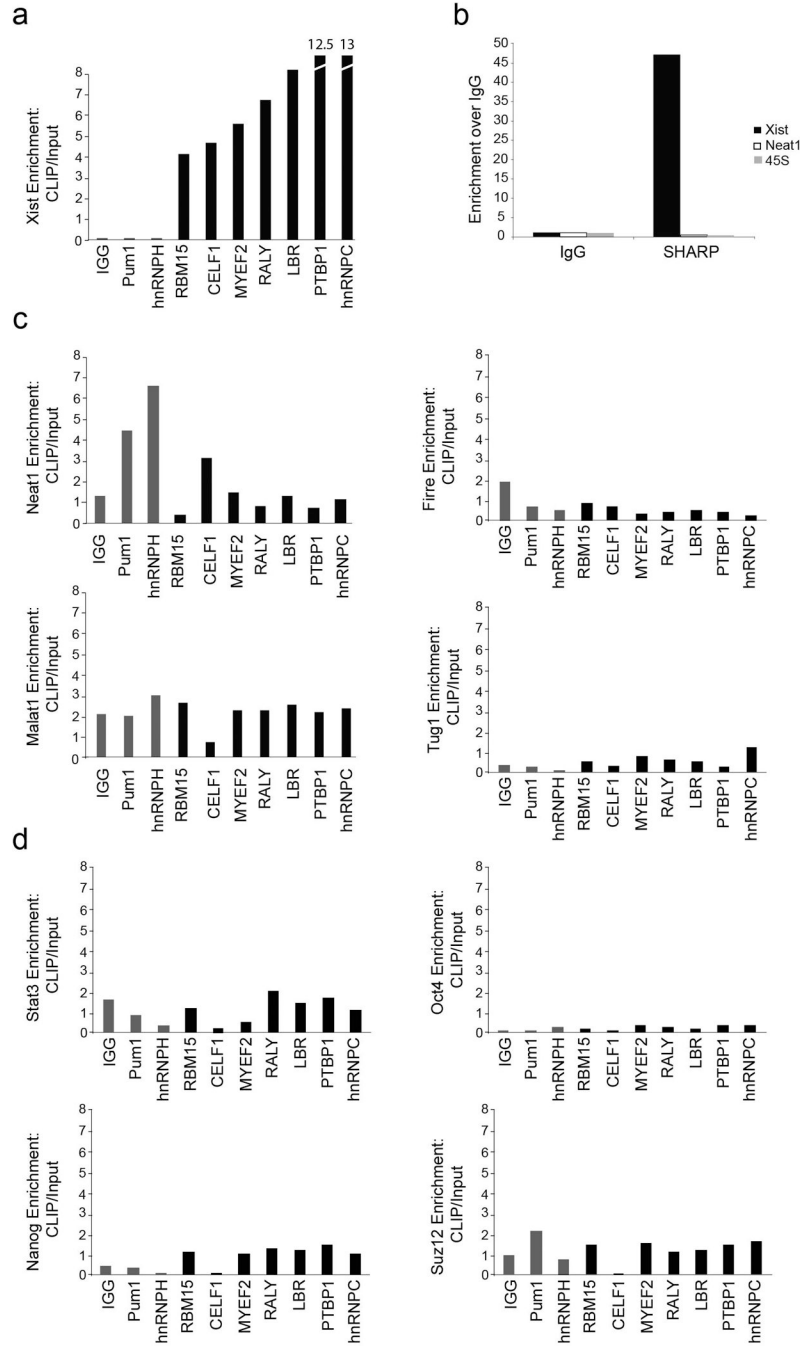 a
Xist Enrichment:
CLIP/Input
12.5 13
8
7
6
5
4
3
2
1
0
IGG
Pum1
hnRNPH
RBM15
CELF1
MYEF2
RALY
LBR
PTBP1
hnRNPC
b
Enrichment over IgG
50
45
40
35
30
25
20
15
10
5
0
IgG
SHARP
Xist
Neat1
45S
c
Neat1 Enrichment:
CLIP/Input
8
7
6
5
4
3
2
1
0
IGG
Pum1
hnRNPH
RBM15
CELF1
MYEF2
RALY
LBR
PTBP1
hnRNPC
Firre Enrichment:
CLIP/Input
8
7
6
5
4
3
2
1
0
IGG
Pum1
hnRNPH
RBM15
CELF1
MYEF2
RALY
LBR
PTBP1
hnRNPC
Malat1 Enrichment:
CLIP/Input
8
7
6
5
4
3
2
1
0
IGG
Pum1
hnRNPH
RBM15
CELF1
MYEF2
RALY
LBR
PTBP1
hnRNPC
Tug1 Enrichment:
CLIP/Input
8
7
6
5
4
3
2
1
0
IGG
Pum1
hnRNPH
RBM15
CELF1
MYEF2
RALY
LBR
PTBP1
hnRNPC
d
Stat3 Enrichment:
CLIP/Input
8
7
6
5
4
3
2
1
0
IGG
Pum1
hnRNPH
RBM15
CELF1
MYEF2
RALY
LBR
PTBP1
hnRNPC
Oct4 Enrichment:
CLIP/Input
8
7
6
5
4
3
2
1
0
IGG
Pum1
hnRNPH
RBM15
CELF1
MYEF2
RALY
LBR
PTBP1
hnRNPC
Nanog Enrichment:
CLIP/Input
8
7
6
5
4
3
2
1
0
IGG
Pum1
hnRNPH
RBM15
CELF1
MYEF2
RALY
LBR
PTBP1
hnRNPC
Suz12 Enrichment:
CLIP/Input
8
7
6
5
4
3
2
1
0
IGG
Pum1
hnRNPH
RBM15
CELF1
MYEF2
RALY
LBR
PTBP1
hnRNPC